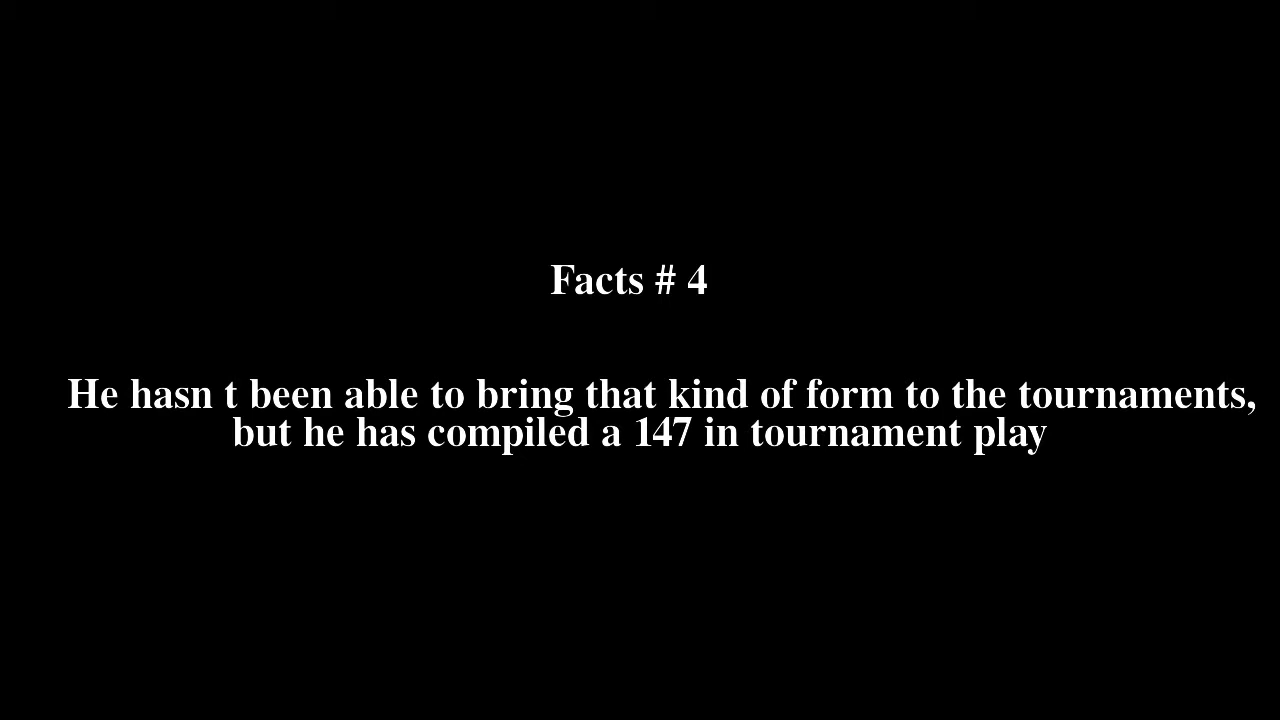 Facts # 4
He hasn t been able to bring that kind of form to the tournaments,
but he has compiled a 147 in tournament play